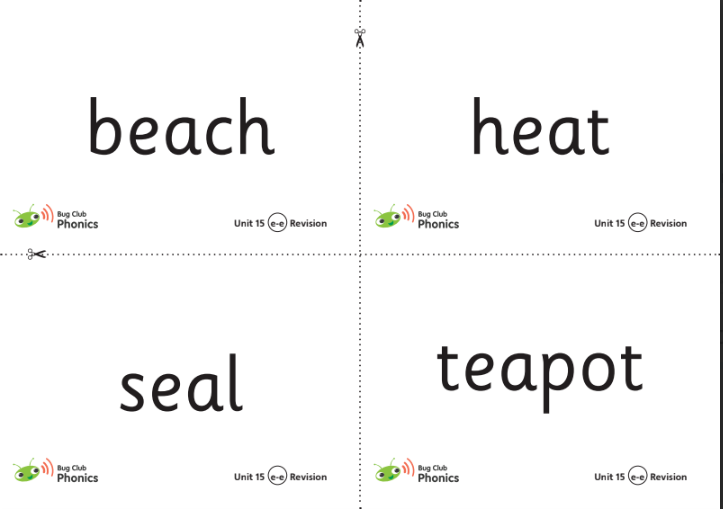 beach
Bug Club
Phonics
Unit 15 e-e Revision
heat
Bug Club
Phonics
Unit 15 e-e Revision
seal
Bug Club
Phonics
Unit 15 e-e Revision
teapot
Bug Club
Phonics
Unit 15 e-e Revision